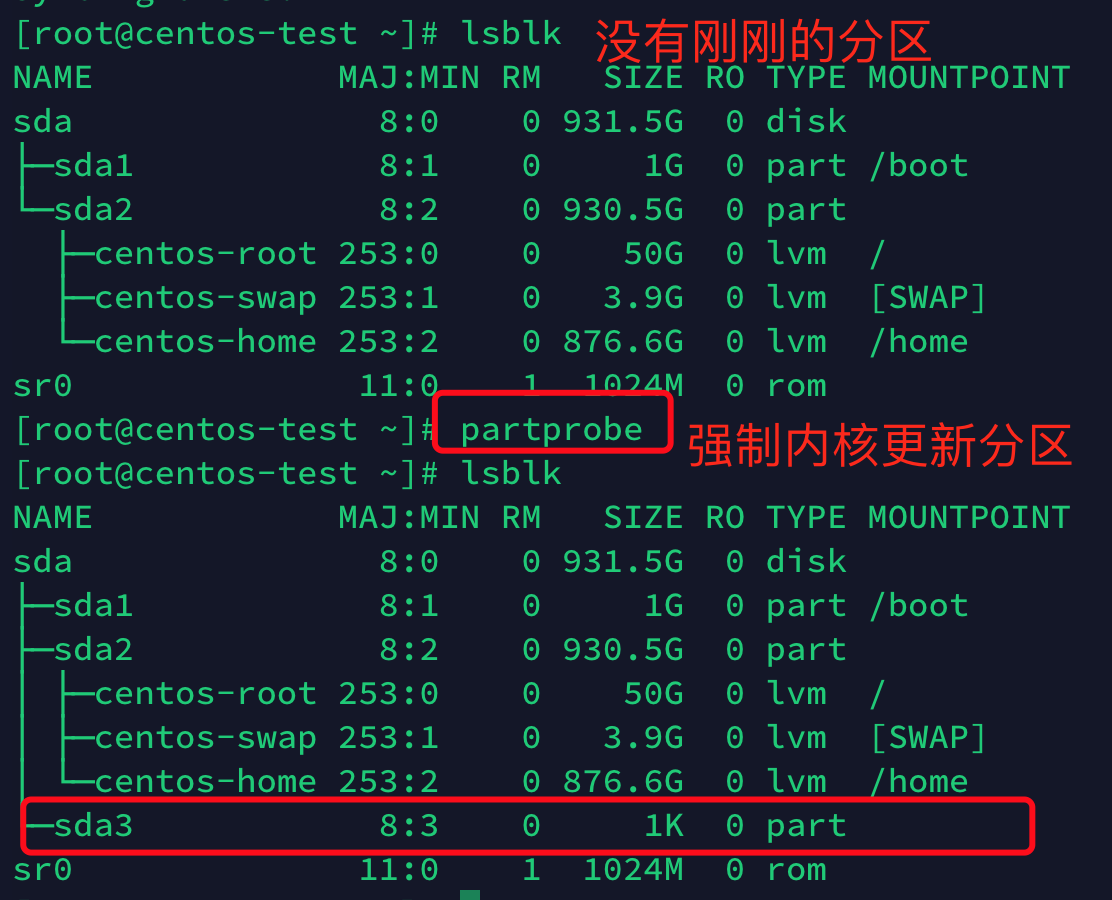 [root@centos-test ~]# lsblk 没有刚刚的分区
NAME MAJ:MIN RM SIZE RO TYPE MOUNTPOINT
sda 8:0 0 931.5G 0 disk
├─sda1 8:1 0 1G 0 part /boot
└─sda2 8:2 0 930.5G 0 part
├─centos-root 253:0 0 50G 0 lvm /
├─centos-swap 253:1 0 3.9G 0 lvm [SWAP]
└─centos-home 253:2 0 876.6G 0 lvm /home
sr0 11:0 1 1024M 0 rom
[root@centos-test ~]# partprobe 强制内核更新分区
[root@centos-test ~]# lsblk
NAME MAJ:MIN RM SIZE RO TYPE MOUNTPOINT
sda 8:0 0 931.5G 0 disk
├─sda1 8:1 0 1G 0 part /boot
├─sda2 8:2 0 930.5G 0 part
│ ├─centos-root 253:0 0 50G 0 lvm /
│ ├─centos-swap 253:1 0 3.9G 0 lvm [SWAP]
│ └─centos-home 253:2 0 876.6G 0 lvm /home
└─sda3 8:3 0 1K 0 part
sr0 11:0 1 1024M 0 rom